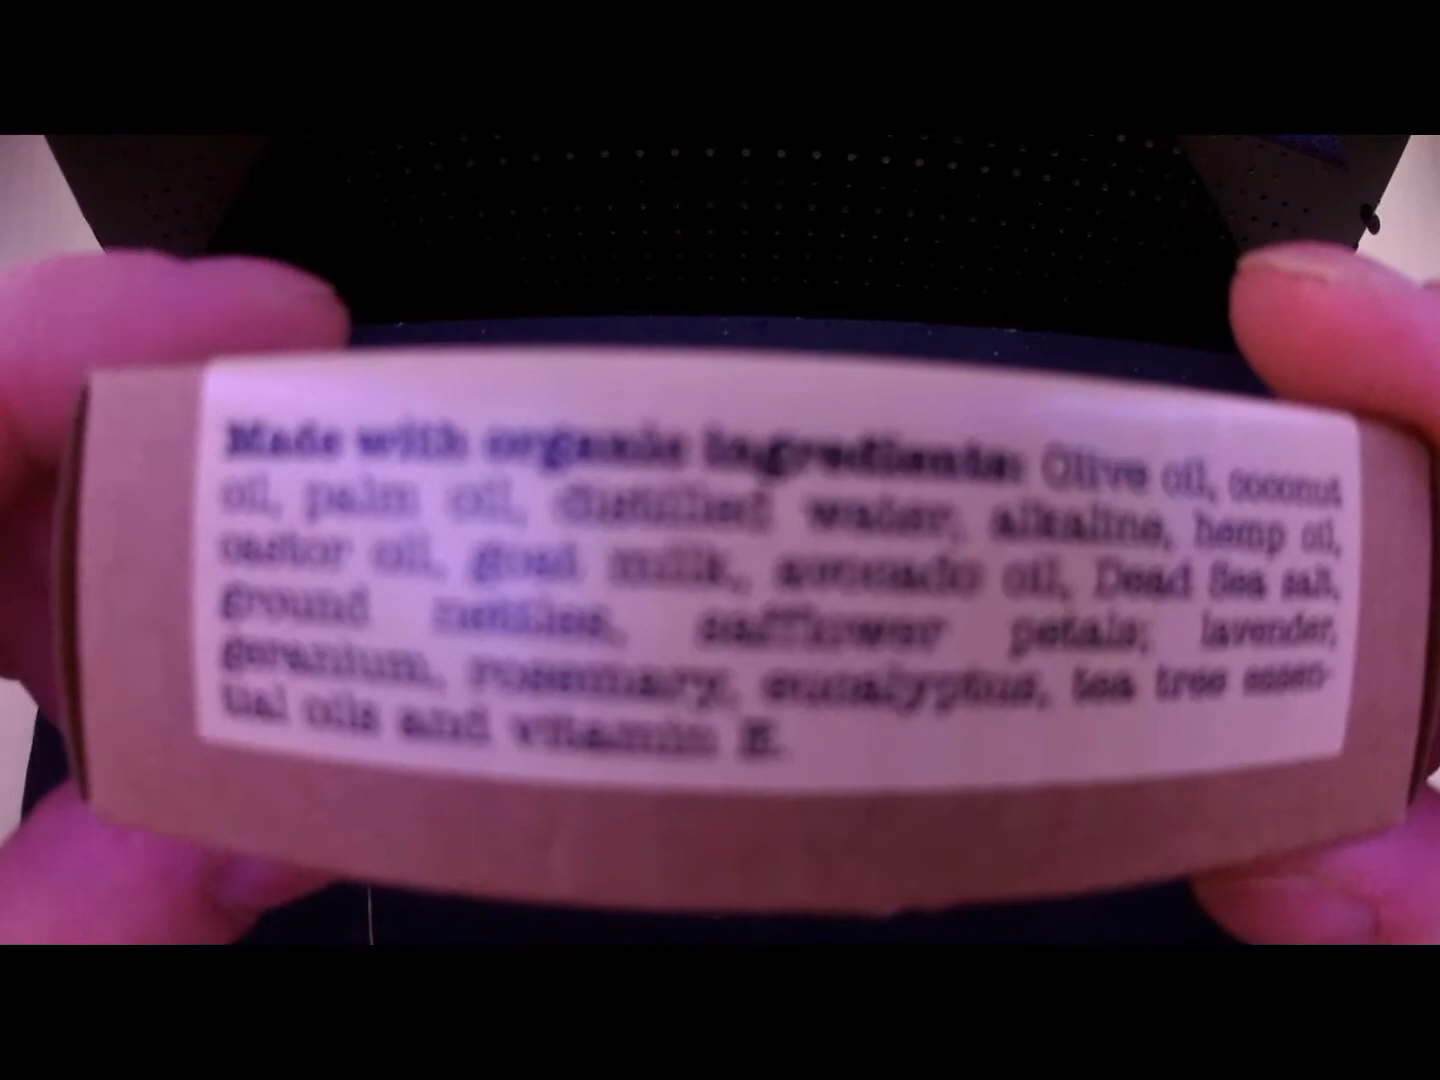 Made with organic ingredients: Olive oil, coconut
oil, palm oil, distilled water, alkaline, hemp oil,
castor oil, goat milk, avocado oil, Dead Sea salt,
ground nettles, safflower petals; lavender,
geranium, rosemary, eucalyptus, tea tree essen-
tial oils and vitamin E.